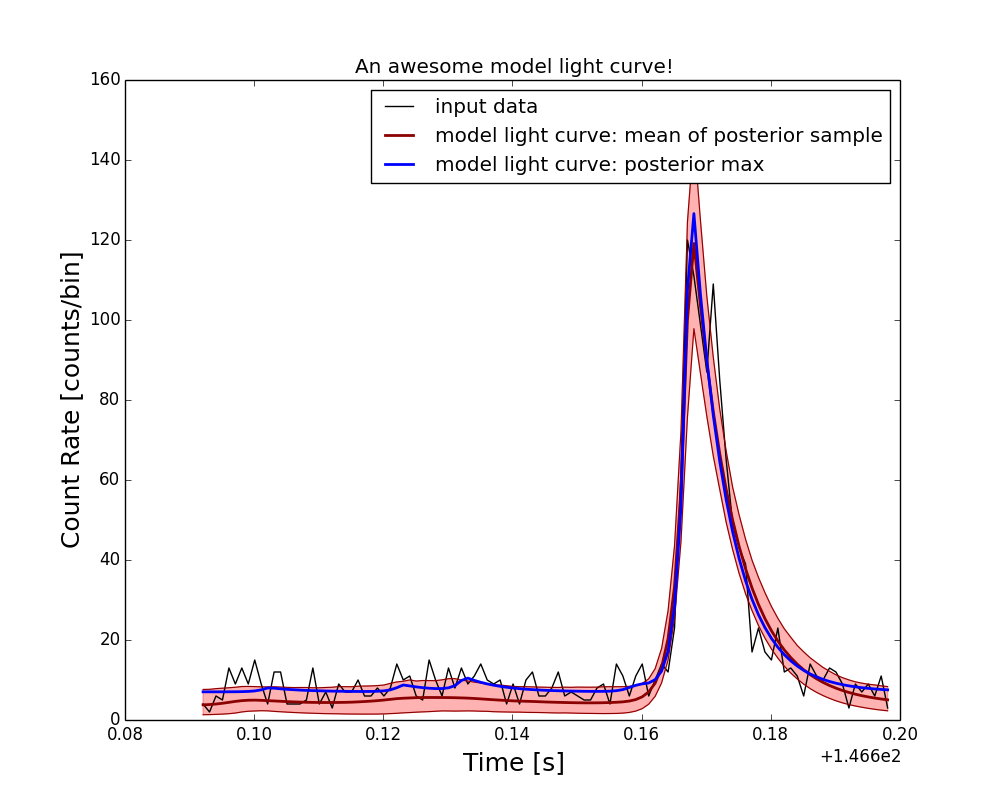 An awesome model light curve!
160
140
120
100
80
60
40
20
0
Count Rate [counts/bin]
input data
model light curve: mean of posterior sample
model light curve: posterior max
0.08 0.10 0.12 0.14 0.16 0.18 0.20
Time [s]
+1.466e2